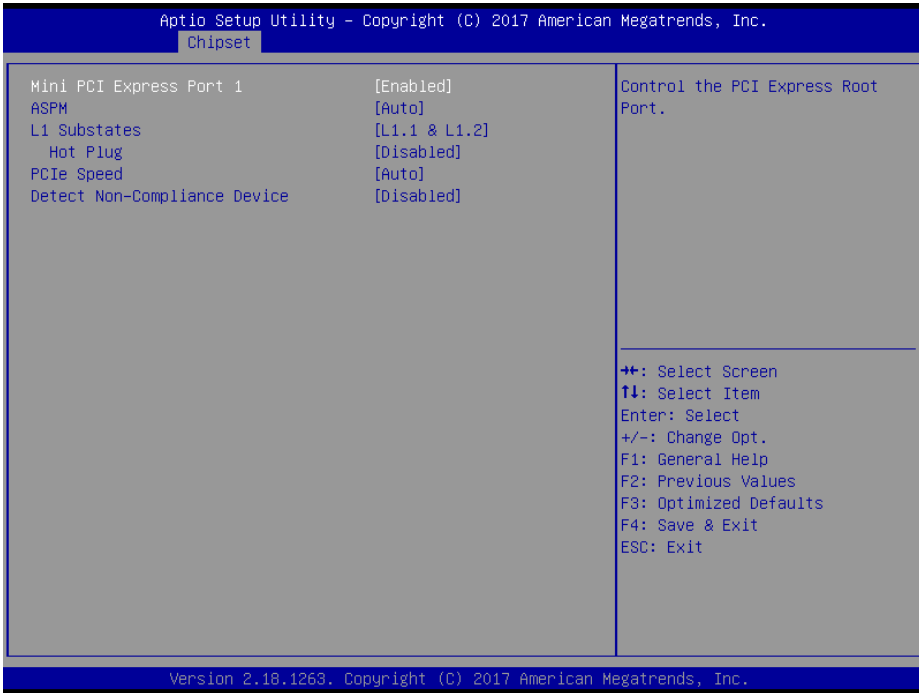 Aptio Setup Utility – Copyright (C) 2017 American Megatrends, Inc.
Chipset
Mini PCI Express Port 1 [Enabled]
ASPM [Auto]
L1 Substates [L1.1 & L1.2]
Hot Plug [Disabled]
PCIe Speed [Auto]
Detect Non-Compliance Device [Disabled]
Control the PCI Express Root
Port.
→←: Select Screen
↑↓: Select Item
Enter: Select
+/-: Change Opt.
F1: General Help
F2: Previous Values
F3: Optimized Defaults
F4: Save & Exit
ESC: Exit
Version 2.18.1263. Copyright (C) 2017 American Megatrends, Inc.